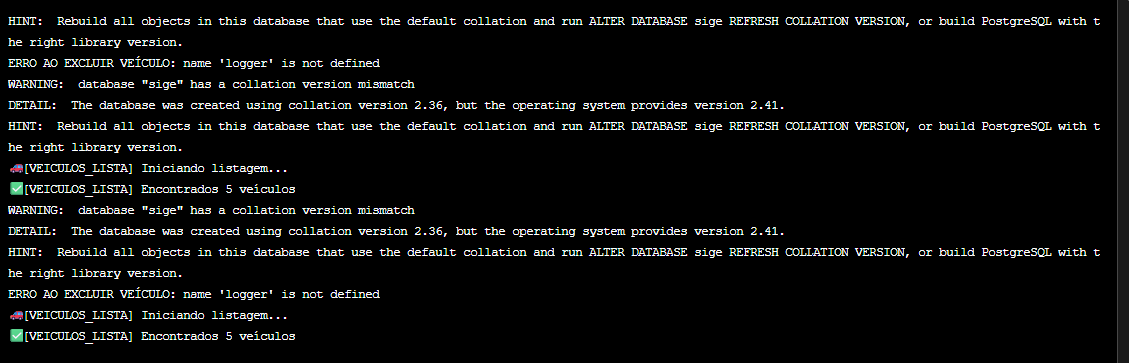 HINT:  Rebuild all objects in this database that use the default collation and run ALTER DATABASE sige REFRESH COLLATION VERSION, or build PostgreSQL with t
he right library version.
ERRO AO EXCLUIR VEÍCULO: name 'logger' is not defined
WARNING:  database "sige" has a collation version mismatch
DETAIL:  The database was created using collation version 2.36, but the operating system provides version 2.41.
HINT:  Rebuild all objects in this database that use the default collation and run ALTER DATABASE sige REFRESH COLLATION VERSION, or build PostgreSQL with t
he right library version.
🚗[VEICULOS_LISTA] Iniciando listagem...
✅[VEICULOS_LISTA] Encontrados 5 veículos
WARNING:  database "sige" has a collation version mismatch
DETAIL:  The database was created using collation version 2.36, but the operating system provides version 2.41.
HINT:  Rebuild all objects in this database that use the default collation and run ALTER DATABASE sige REFRESH COLLATION VERSION, or build PostgreSQL with t
he right library version.
ERRO AO EXCLUIR VEÍCULO: name 'logger' is not defined
🚗[VEICULOS_LISTA] Iniciando listagem...
✅[VEICULOS_LISTA] Encontrados 5 veículos